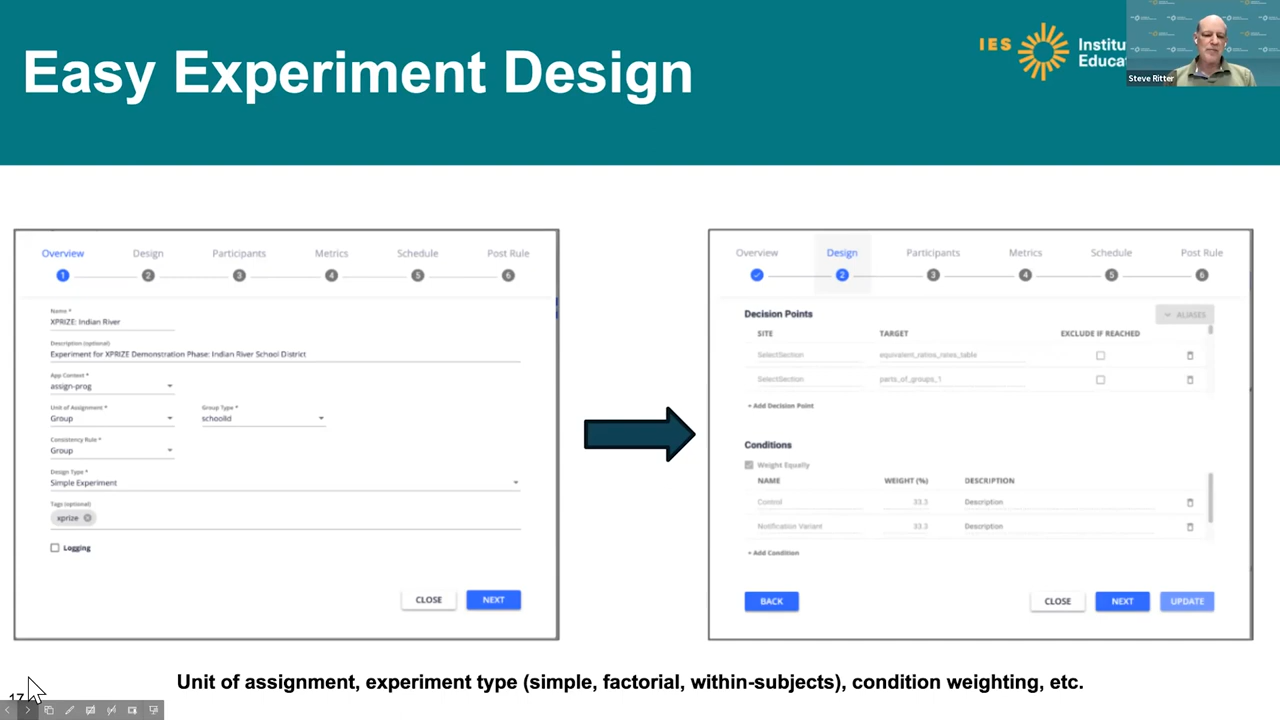 Easy Experiment Design
IES
Institu
Educat
Steve Ritter
Overview
Design
Participants
Metrics
Schedule
Post Rule
1
2
3
4
5
6
Name *
XPRIZE: Indian River
Description (optional)
Experiment for XPRIZE Demonstration Phase: Indian River School District
App Context *
assign-prog
Unit of Assignment *
Group
Group Type *
schoolId
Consistency Rule *
Group
Design Type *
Simple Experiment
Tags (optional)
xprize
Logging
CLOSE
NEXT
Overview
Design
Participants
Metrics
Schedule
Post Rule
2
3
4
5
6
Decision Points
ALIASES
SITE
TARGET
EXCLUDE IF REACHED
SelectSection
equivalent_ratios_rates_table
SelectSection
parts_of_groups_1
+ Add Decision Point
Conditions
Weight Equally
NAME
WEIGHT (%)
DESCRIPTION
Control
33.3
Description
Notification Variant
33.3
Description
+ Add Condition
BACK
CLOSE
NEXT
UPDATE
Unit of assignment, experiment type (simple, factorial, within-subjects), condition weighting, etc.
17